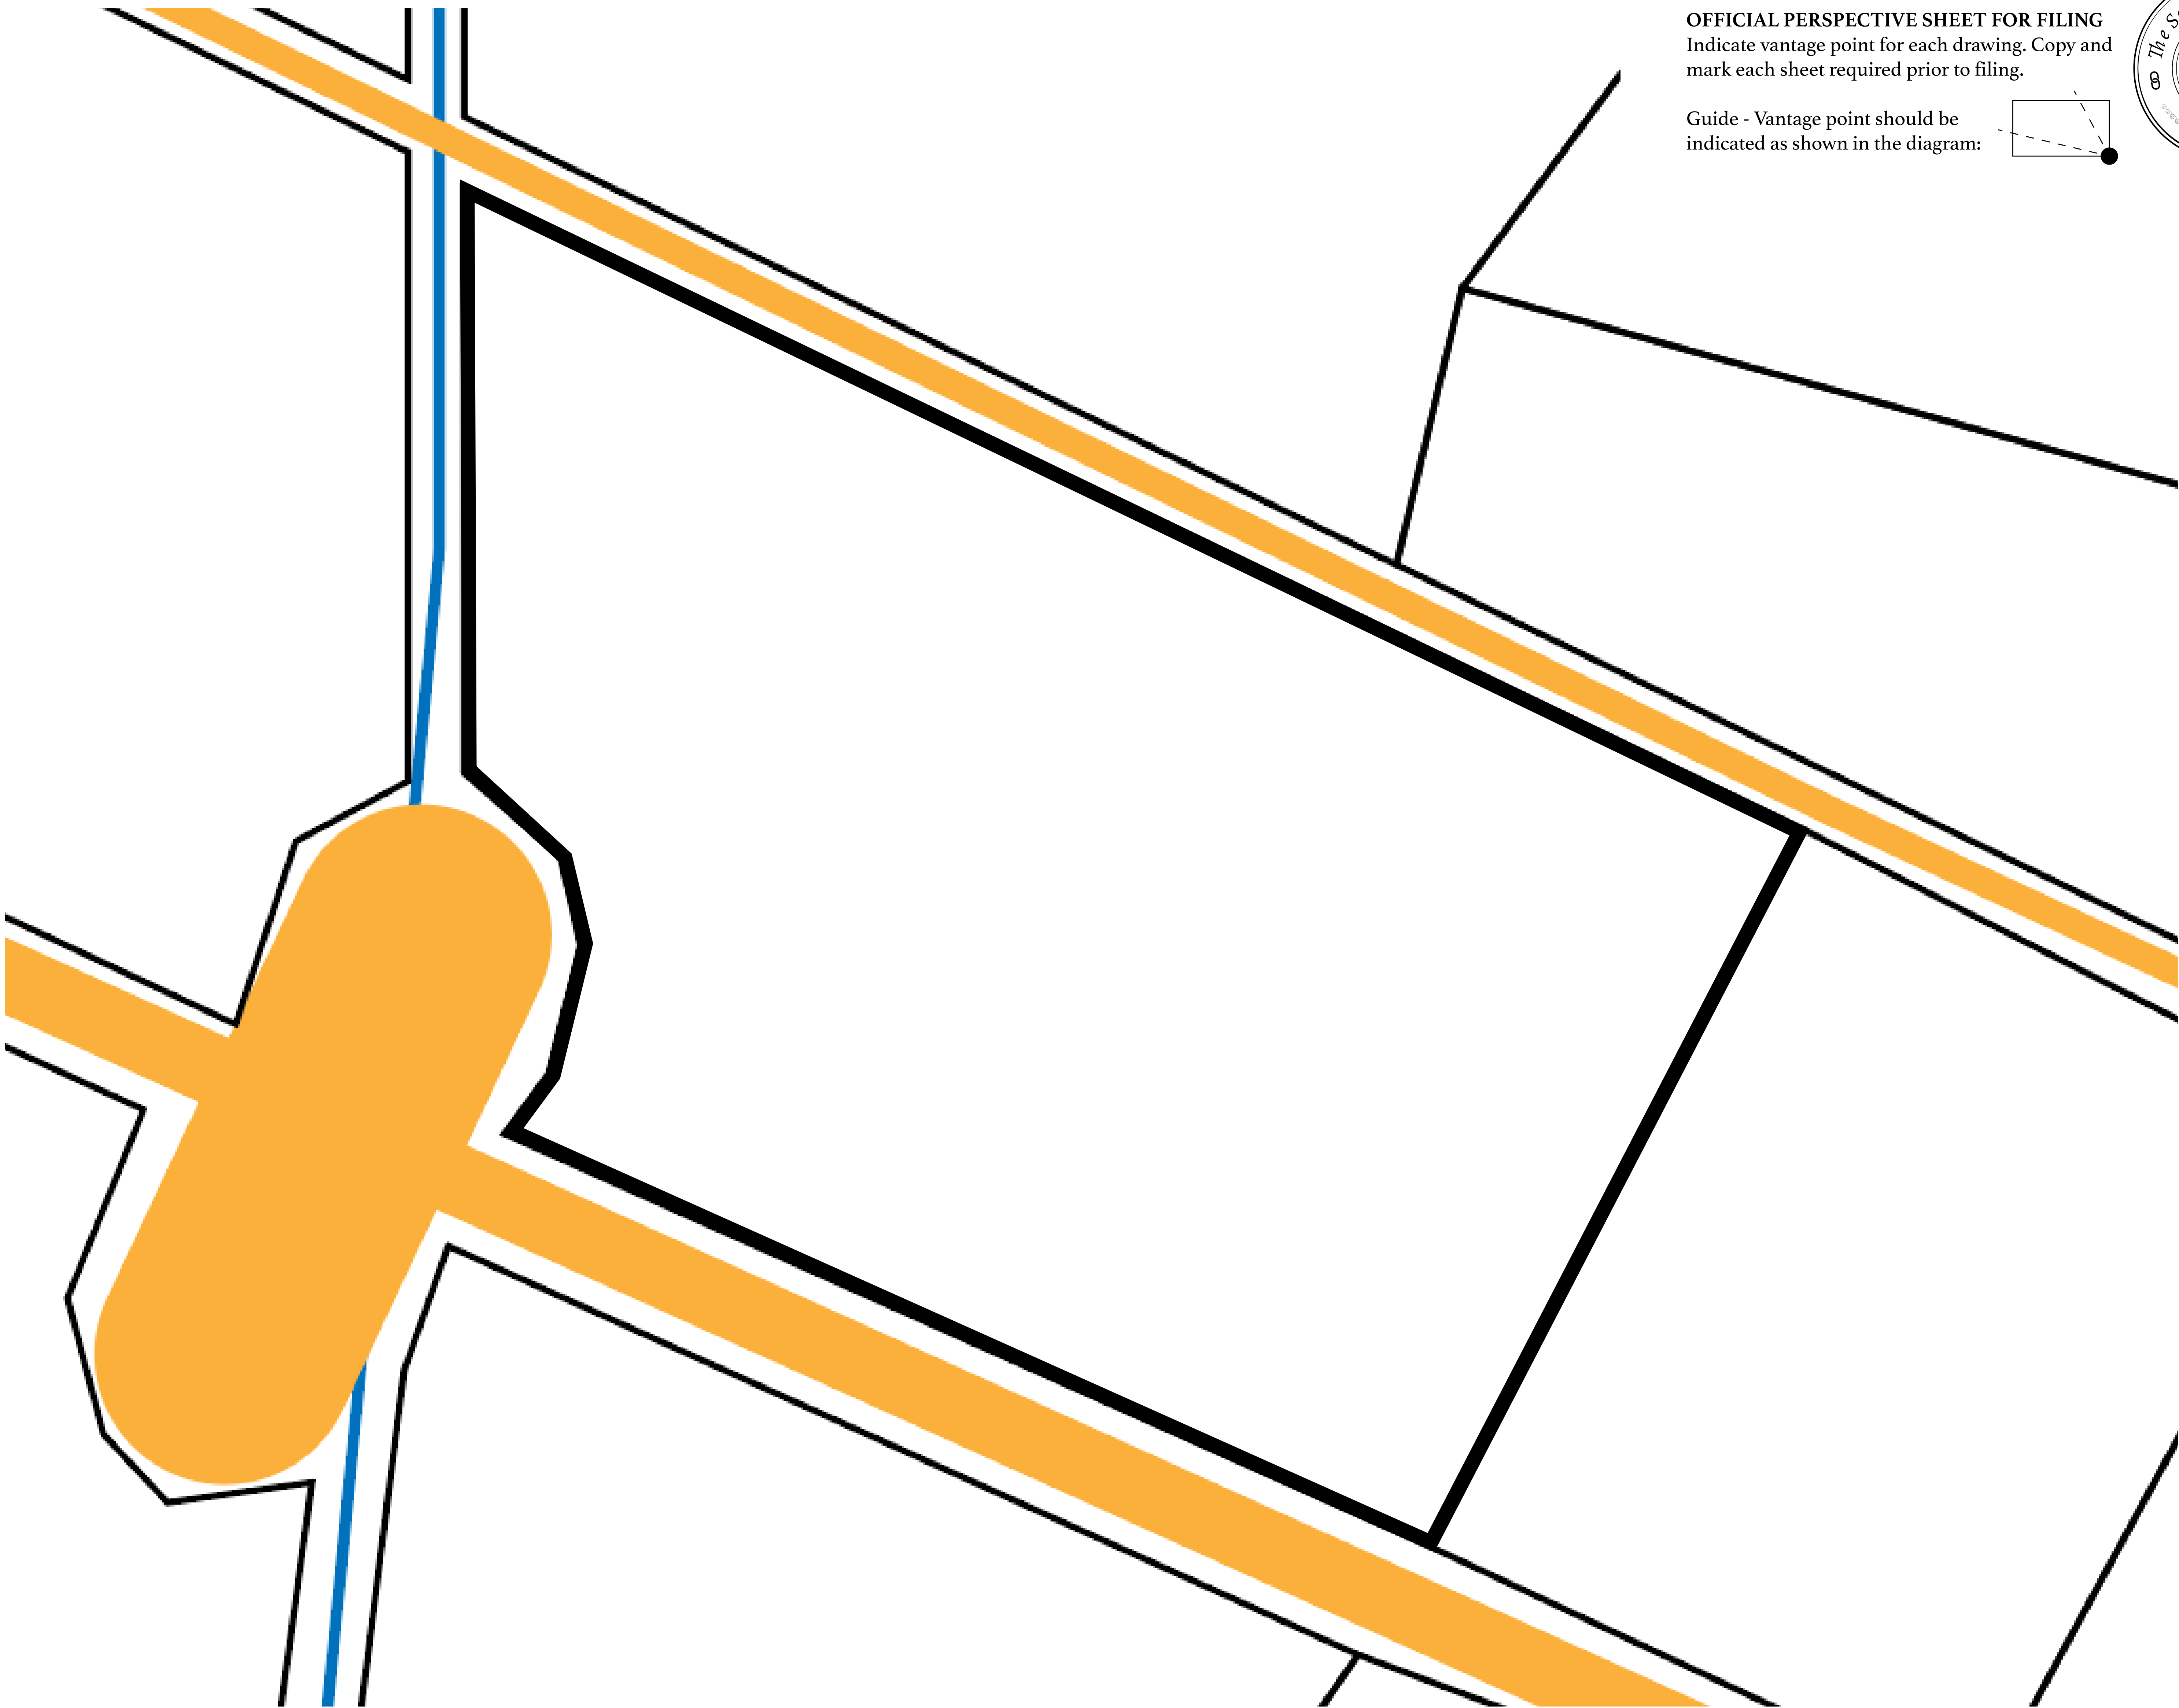 OFFICIAL PERSPECTIVE SHEET FOR FILING
Indicate vantage point for each drawing. Copy and
mark each sheet required prior to filing.
Guide - Vantage point should be
indicated as shown in the diagram:
The